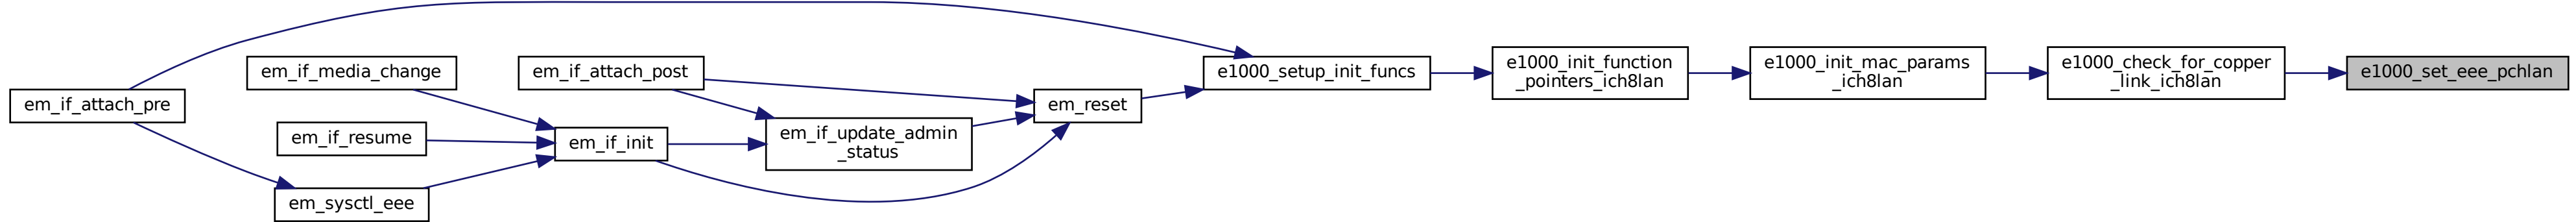 em_if_attach_pre
em_if_media_change
em_if_resume
em_sysctl_eee
em_if_attach_post
em_if_init
em_if_update_admin
_status
em_reset
e1000_setup_init_funcs
e1000_init_function
_pointers_ich8lan
e1000_init_mac_params
_ich8lan
e1000_check_for_copper
_link_ich8lan
e1000_set_eee_pchlan